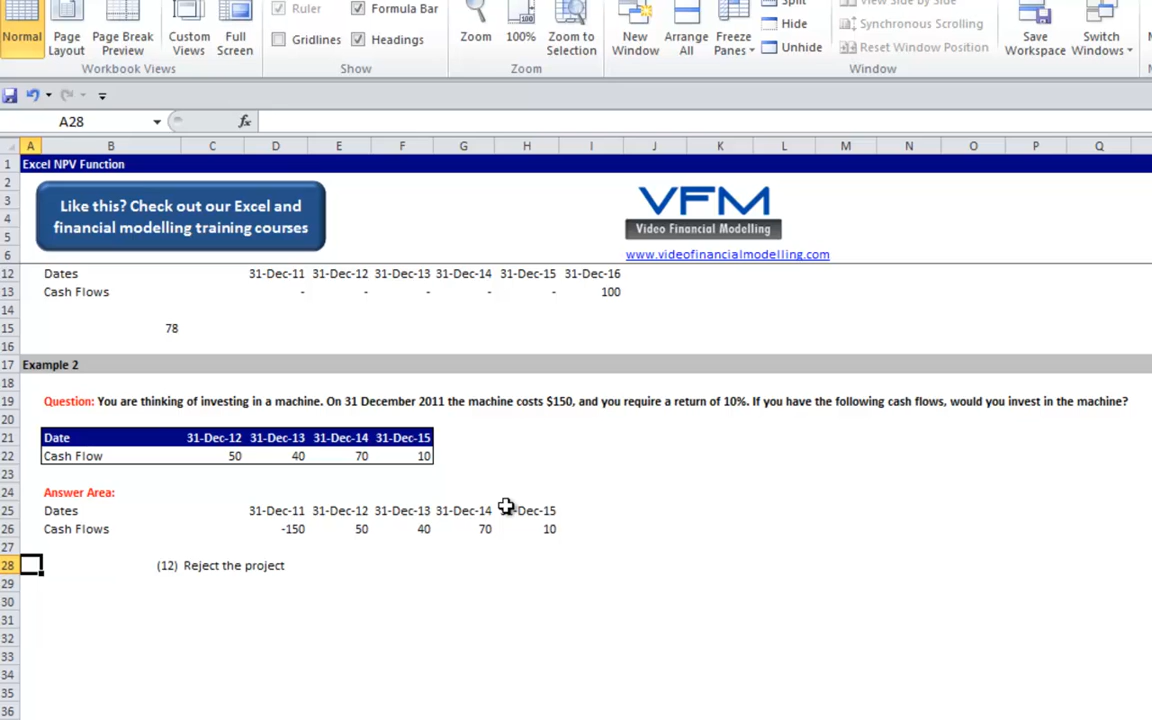 Ruler Formula Bar Split View Side by Side
Normal Page Layout Page Break Preview Custom Views Full Screen Gridlines Headings Zoom 100% Zoom to Selection New Window Arrange All Freeze Panes Hide Unhide Synchronous Scrolling Reset Window Position Save Workspace Switch Windows
Workbook Views Show Zoom Window
A28 fx
A B C D E F G H I J K L M N O P Q
1 Excel NPV Function
2
3 Like this? Check out our Excel and VFM
4 financial modelling training courses
5 Video Financial Modelling
6 www.videofinancialmodelling.com
12 Dates 31-Dec-11 31-Dec-12 31-Dec-13 31-Dec-14 31-Dec-15 31-Dec-16
13 Cash Flows - - - - - 100
14
15 78
16
17 Example 2
18
19 Question: You are thinking of investing in a machine. On 31 December 2011 the machine costs $150, and you require a return of 10%. If you have the following cash flows, would you invest in the machine?
20
21 Date 31-Dec-12 31-Dec-13 31-Dec-14 31-Dec-15
22 Cash Flow 50 40 70 10
23
24 Answer Area:
25 Dates 31-Dec-11 31-Dec-12 31-Dec-13 31-Dec-14 -Dec-15
26 Cash Flows -150 50 40 70 10
27
28 (12) Reject the project
29
30
31
32
33
34
35
36